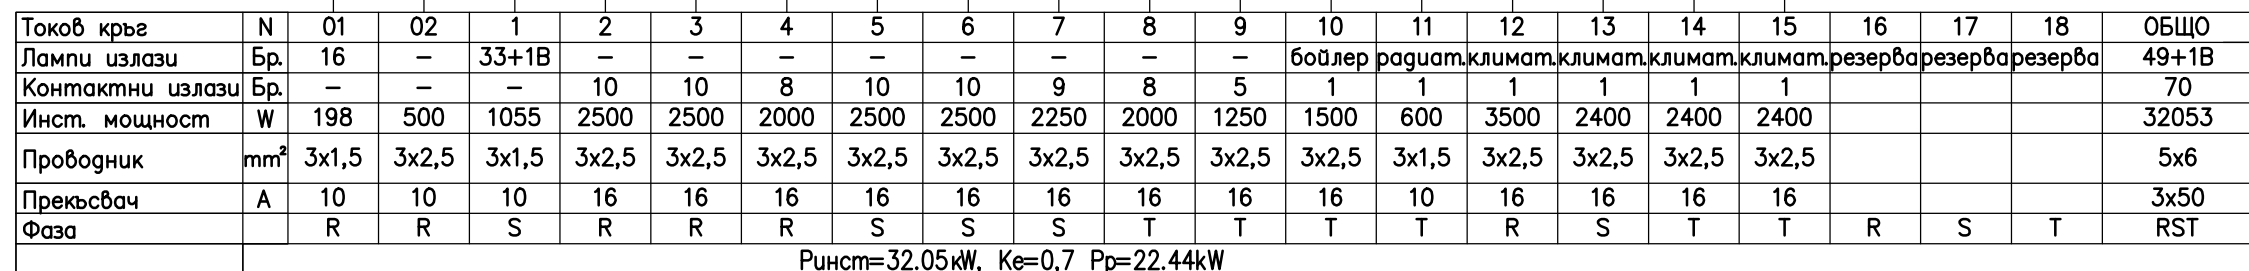 Токов кръг N 01 02 1 2 3 4 5 6 7 8 9 10 11 12 13 14 15 16 17 18 ОБЩО
Лампи излази Бр. 16 – 33+1В – – – – – – – – бойлер радиат. климат. климат. климат. климат. резерва резерва резерва 49+1В
Контактни излази Бр. – – – 10 10 8 10 10 9 8 5 1 1 1 1 1 1 70
Инст. мощност W 198 500 1055 2500 2500 2000 2500 2500 2250 2000 1250 1500 600 3500 2400 2400 2400 32053
Проводник mm² 3x1,5 3x2,5 3x1,5 3x2,5 3x2,5 3x2,5 3x2,5 3x2,5 3x2,5 3x2,5 3x2,5 3x2,5 3x1,5 3x2,5 3x2,5 3x2,5 3x2,5 5x6
Прекъсвач A 10 10 10 16 16 16 16 16 16 16 16 16 10 16 16 16 16 3x50
Фаза R R S R R R S S S T T T T R S T T R S T RST
Pинст=32.05kW, Ke=0,7 Pp=22.44kW